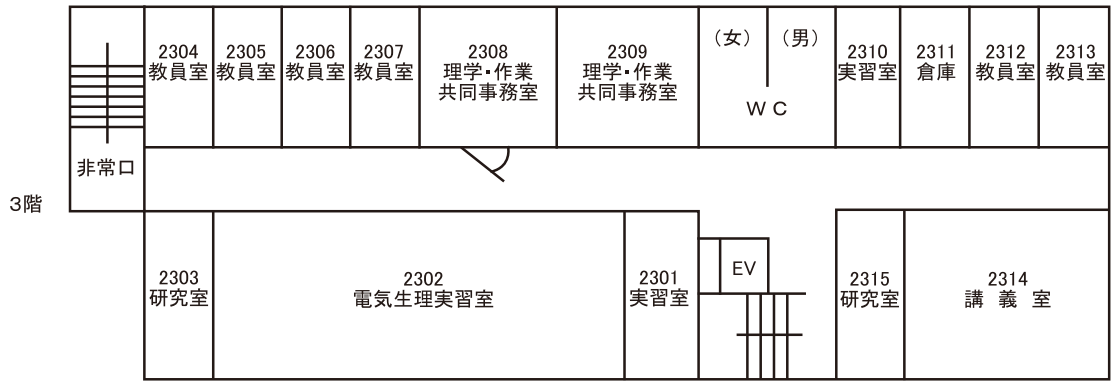 2304
教員室
2305
教員室
2306
教員室
2307
教員室
2308
理学・作業
共同事務室
2309
理学・作業
共同事務室
（女）
（男）
ＷＣ
2310
実習室
2311
倉庫
2312
教員室
2313
教員室
非常口
３階
2303
研究室
2302
電気生理実習室
2301
実習室
EV
2315
研究室
2314
講 義 室